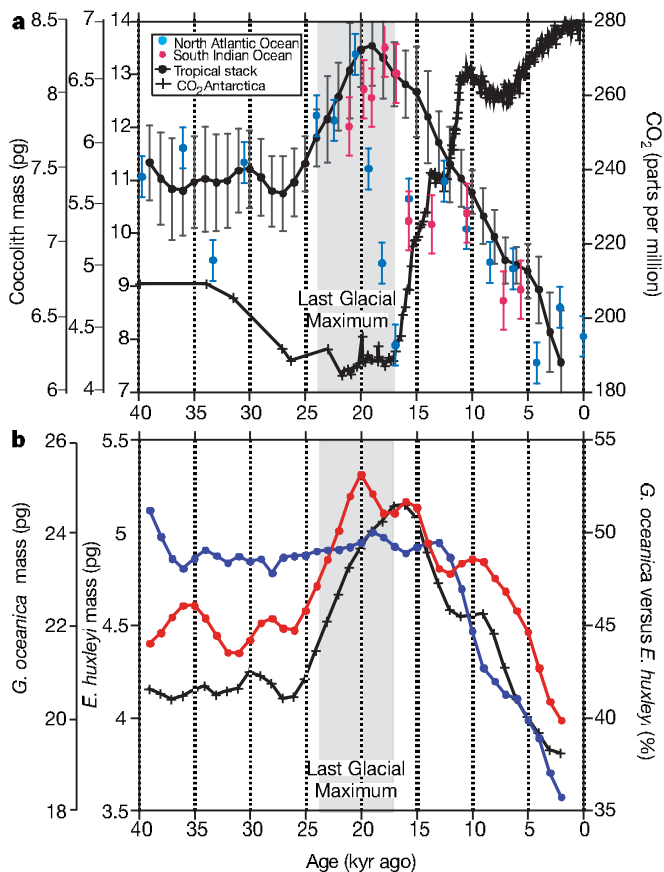 a
8.5
8
7.5
7
6.5
6
7
6.5
6
5.5
5
4.5
4
14
13
12
11
10
9
8
7
Coccolith mass (pg)
North Atlantic Ocean
South Indian Ocean
Tropical stack
CO2 Antarctica
Last Glacial
Maximum
280
260
240
220
200
180
CO2 (parts per million)
40 35 30 25 20 15 10 5 0
b
26
24
22
20
18
G. oceanica mass (pg)
5.5
5
4.5
4
3.5
E. huxleyi mass (pg)
Last Glacial
Maximum
55
50
45
40
35
G. oceanica versus E. huxleyi (%)
40 35 30 25 20 15 10 5 0
Age (kyr ago)